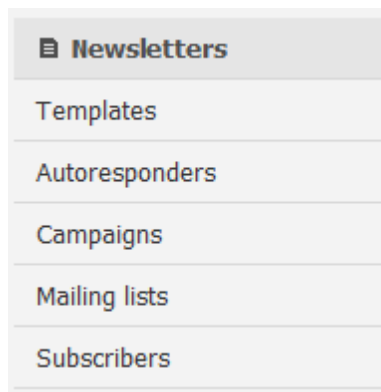 Newsletters
Templates
Autoresponders
Campaigns
Mailing lists
Subscribers